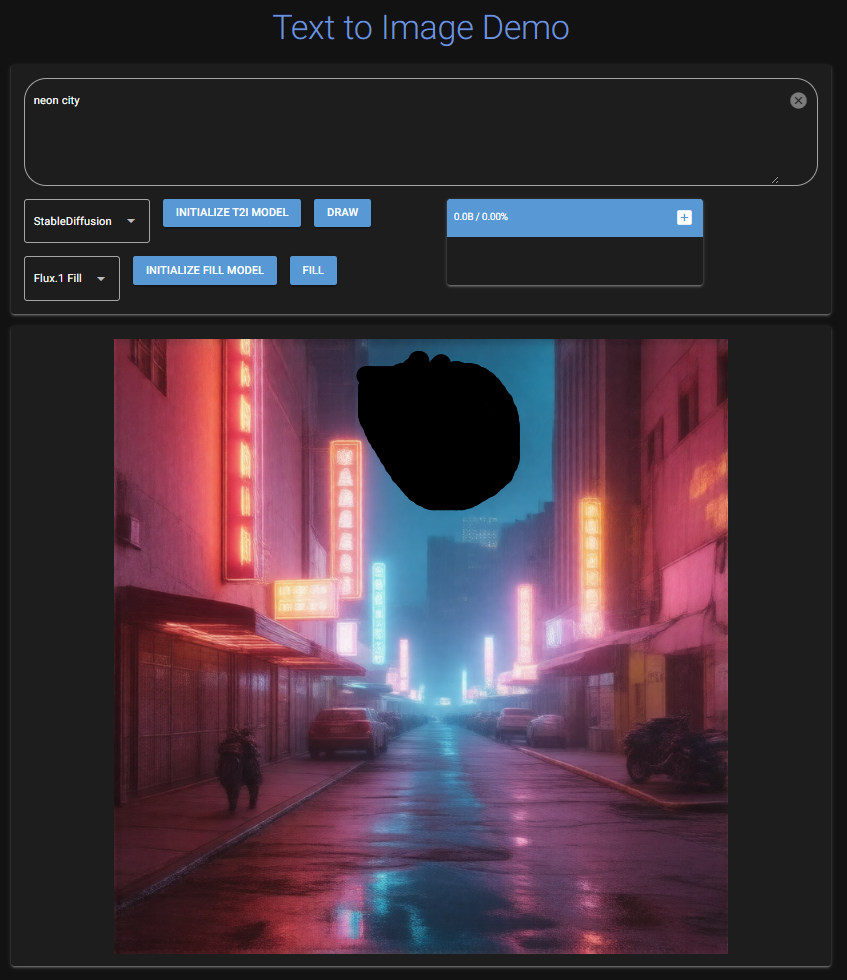 Text to Image Demo
neon city
StableDiffusion
INITIALIZE T2I MODEL
DRAW
0.0B / 0.00%
Flux.1 Fill
INITIALIZE FILL MODEL
FILL